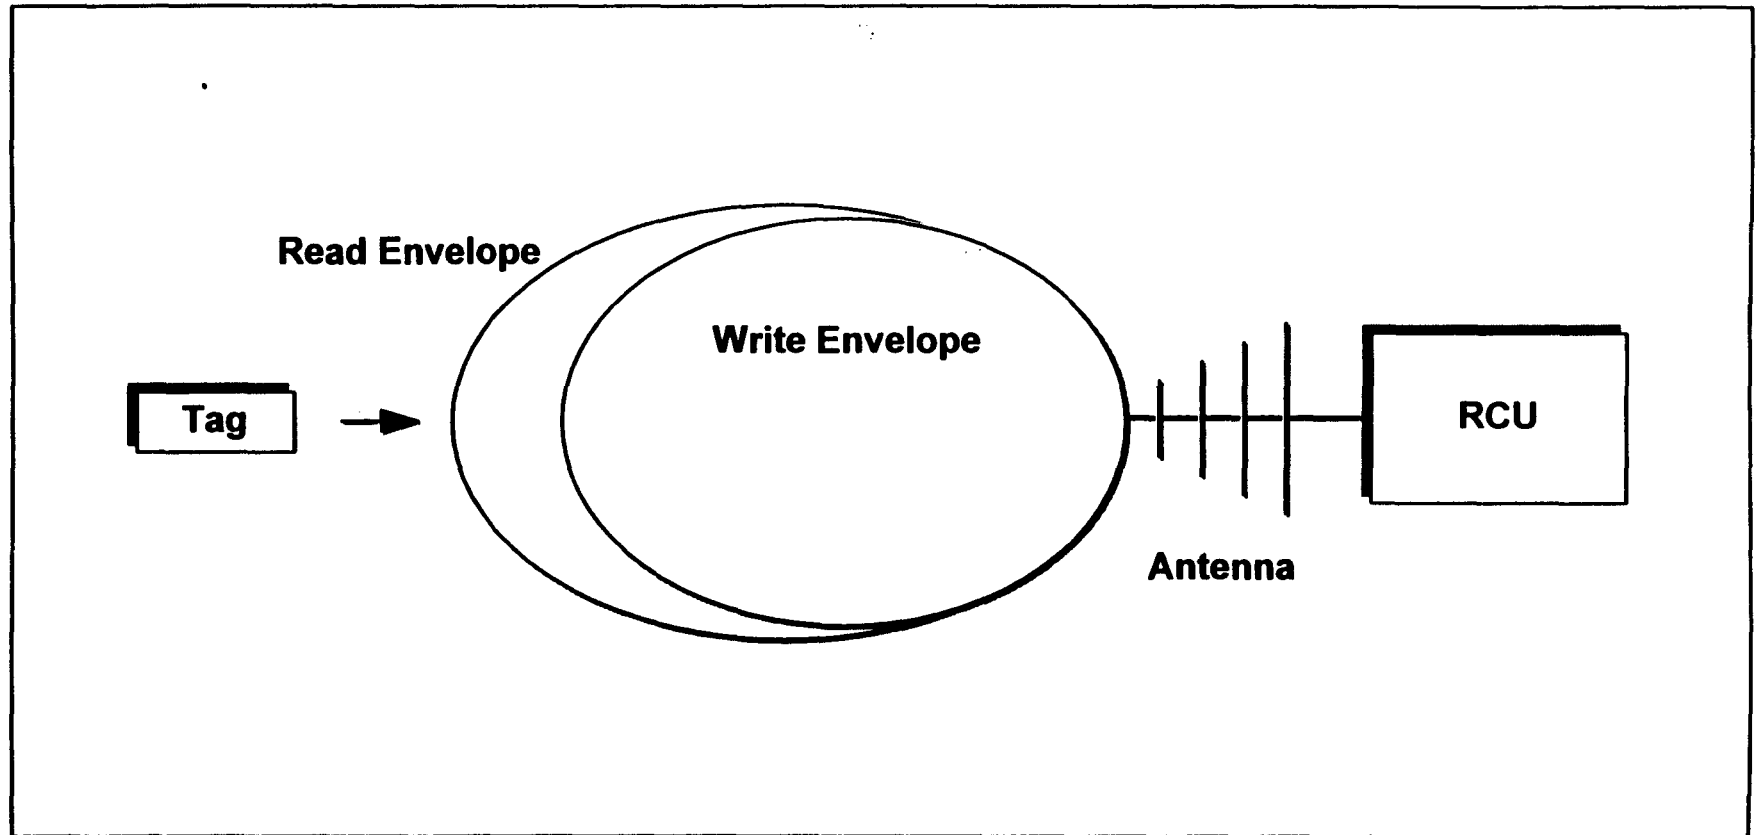 Read Envelope
Write Envelope
Tag
RCU
Antenna